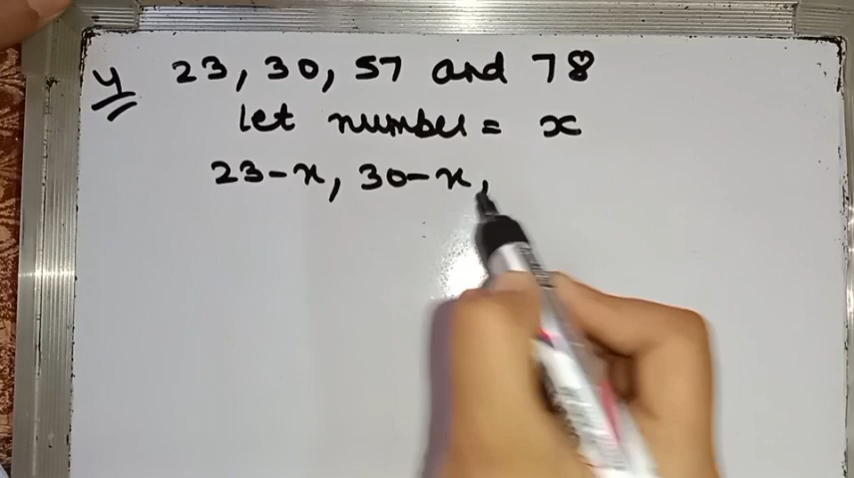 4 23, 30, 57 and 78
let number = x
23-x, 30-x,